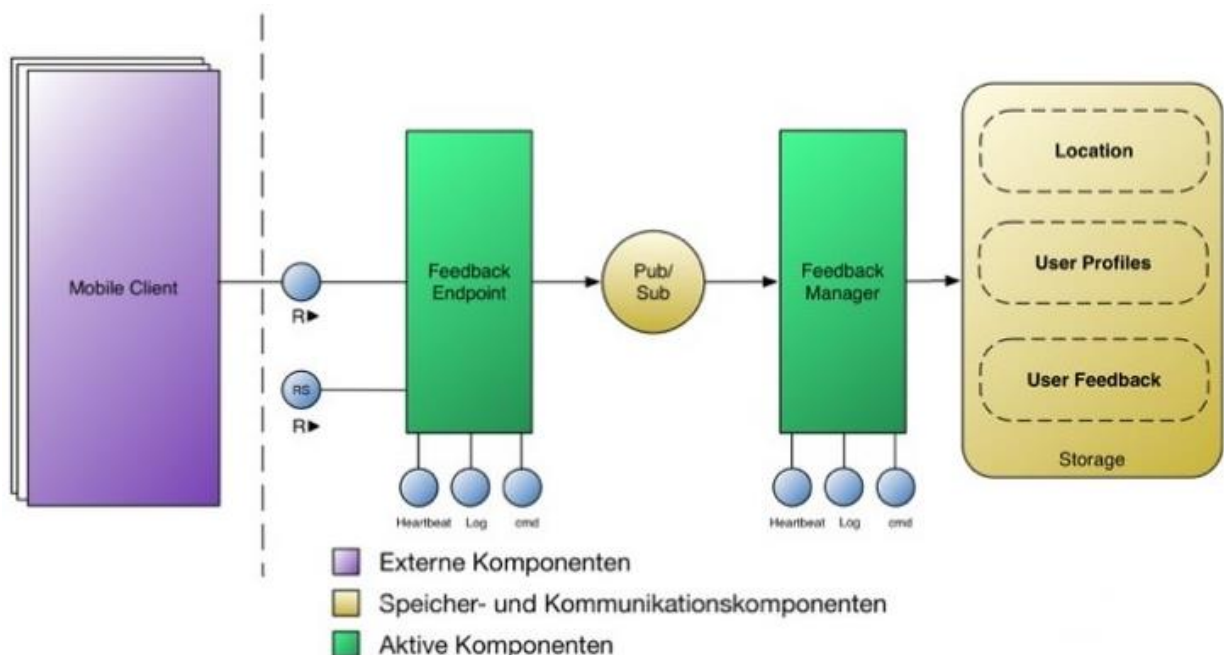 Mobile Client
R▶
RS
R▶
Feedback
Endpoint
Heartbeat
Log
cmd
Pub/
Sub
Feedback
Manager
Heartbeat
Log
cmd
Location
User Profiles
User Feedback
Storage
Externe Komponenten
Speicher- und Kommunikationskomponenten
Aktive Komponenten